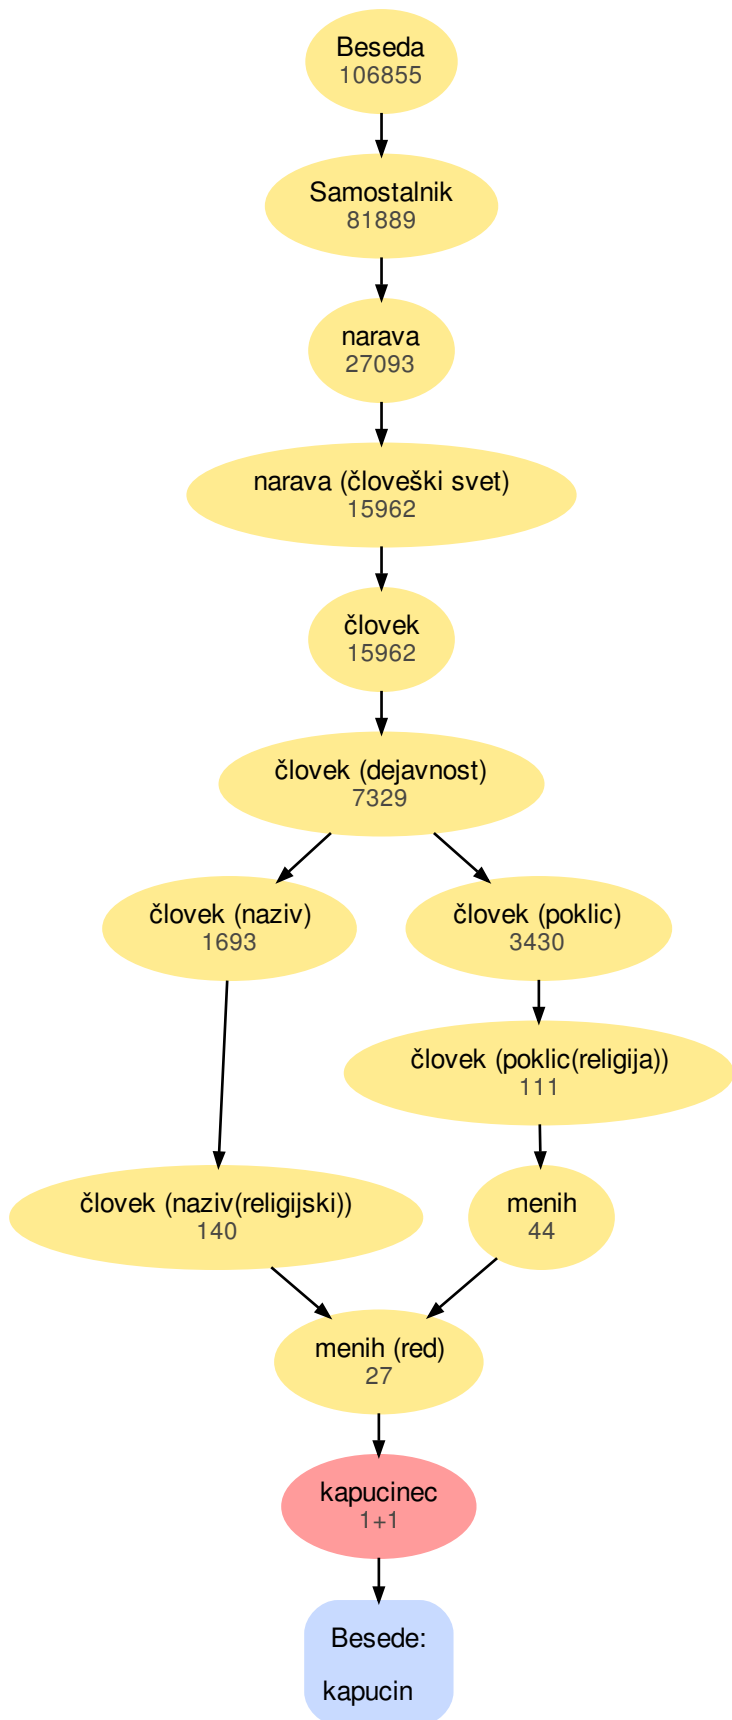 Beseda
106855
Samostalnik
81889
narava
27093
narava (človeški svet)
15962
človek
15962
človek (dejavnost)
7329
človek (naziv)
1693
človek (poklic)
3430
človek (poklic(religija))
111
človek (naziv(religijski))
140
menih
44
menih (red)
27
kapucinec
1+1
Besede:
kapucin